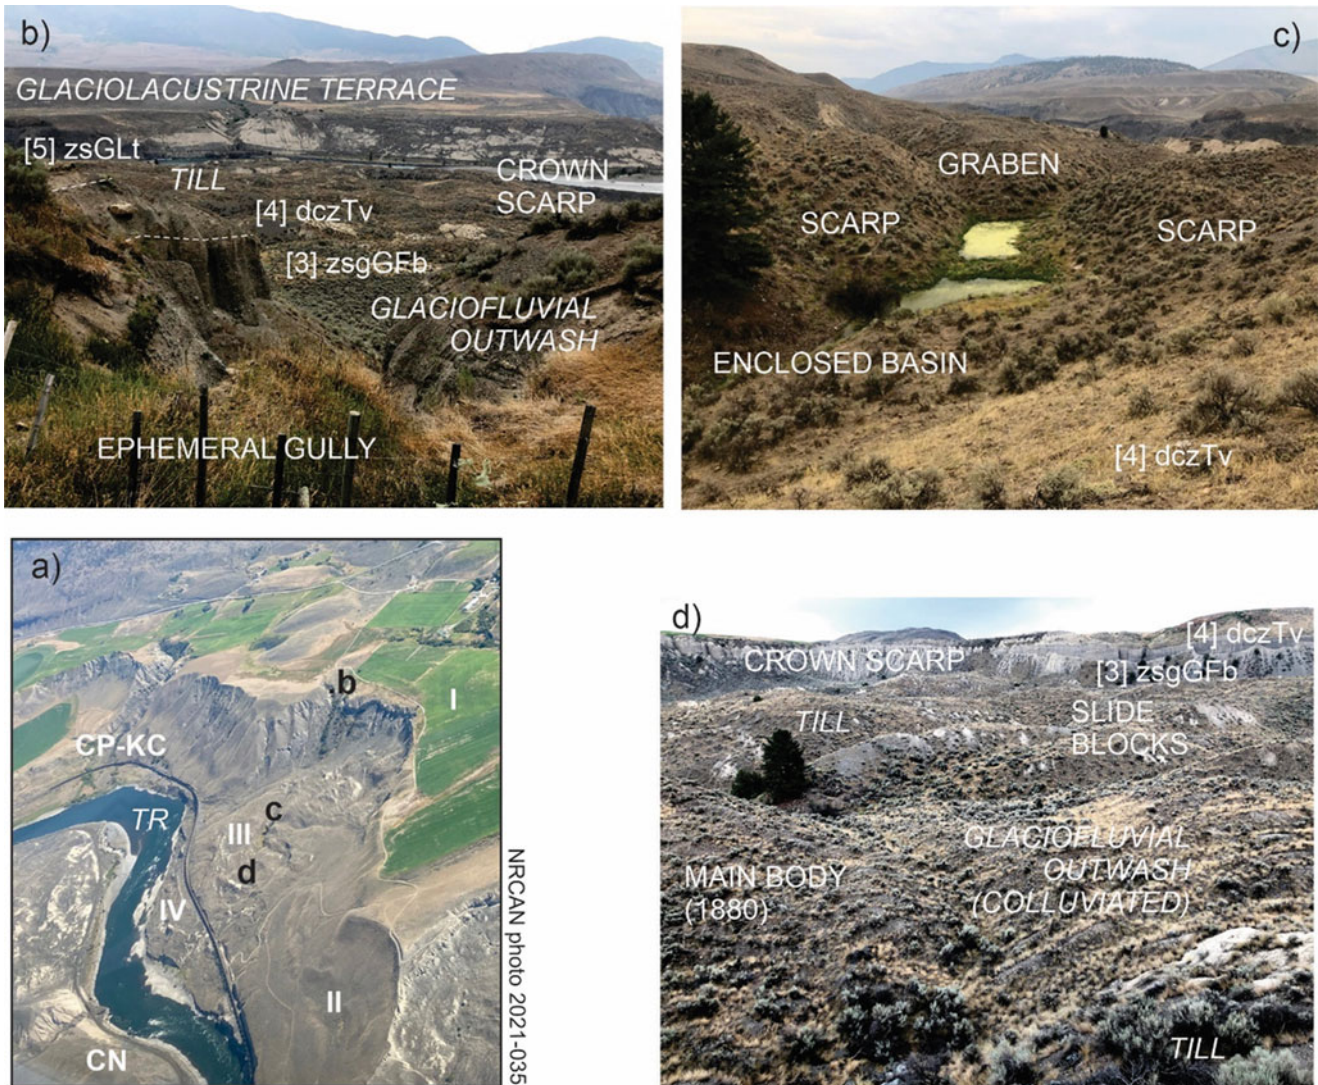 b)
GLACIOLACUSTRINE TERRACE
[5] zsGLt
TILL
CROWN
SCARP
[4] dczTv
[3] zsgGFb
GLACIOFLUVIAL
OUTWASH
EPHEMERAL GULLY
c)
GRABEN
SCARP
SCARP
ENCLOSED BASIN
[4] dczTv
a)
b
I
CP-KC
TR
c
III
d
IV
II
CN
NRCAN photo 2021-035
d)
[4] dczTv
CROWN SCARP
[3] zsgGFb
TILL
SLIDE
BLOCKS
GLACIOFLUVIAL
OUTWASH
(COLLUVIATED)
MAIN BODY
(1880)
TILL